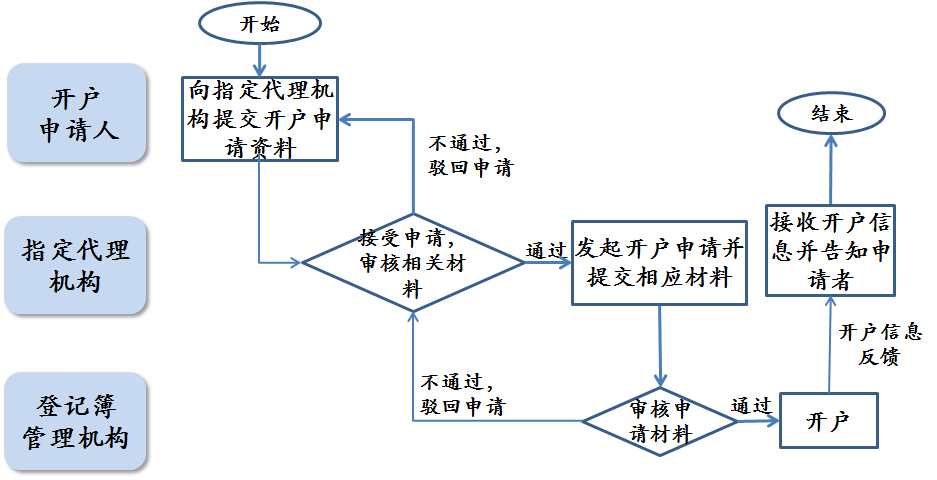 开始
开户
申请人
向指定代理机
构提交开户申
请资料
不通过，
驳回申请
结束
指定代理
机构
接受申请，
审核相关材
料
通过
发起开户申请并
提交相应材料
接收开户信
息并告知申
请者
开户信息
反馈
登记簿
管理机构
不通过，
驳回申请
审核申
请材料
通过
开户